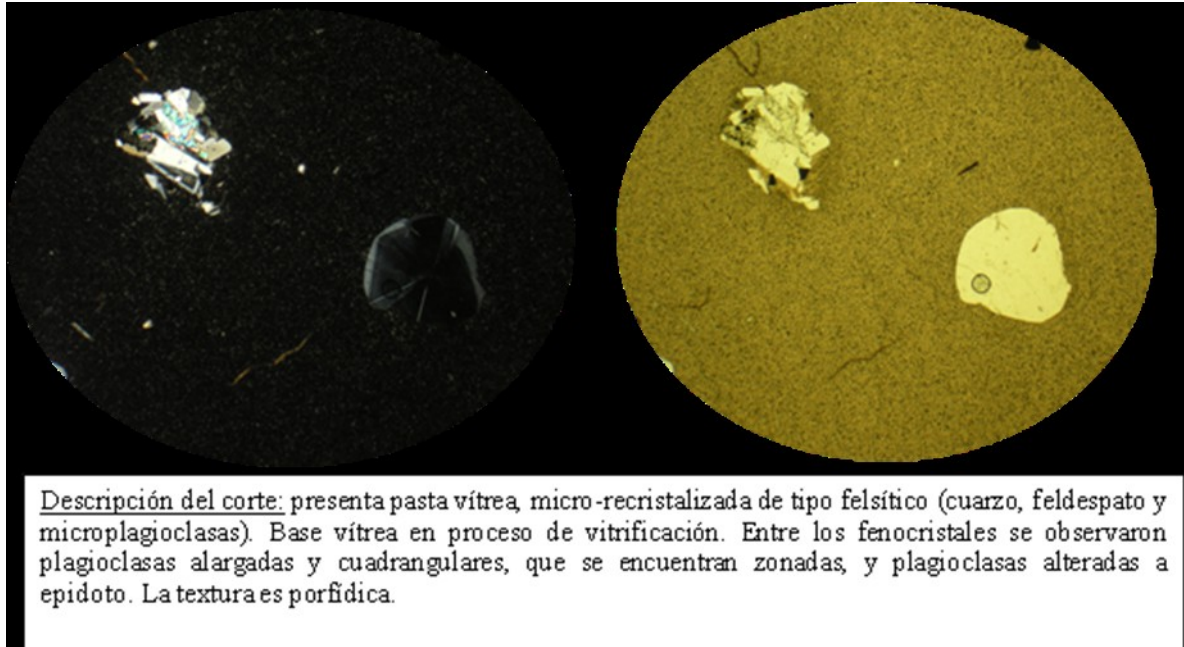 Descripción del corte: presenta pasta vítrea, micro-recristalizada de tipo felsítico (cuarzo, feldespato y
microplagioclasas). Base vítrea en proceso de vitrificación. Entre los fenocristales se observaron
plagioclasas alargadas y cuadrangulares, que se encuentran zonadas, y plagioclasas alteradas a
epidoto. La textura es porfídica.